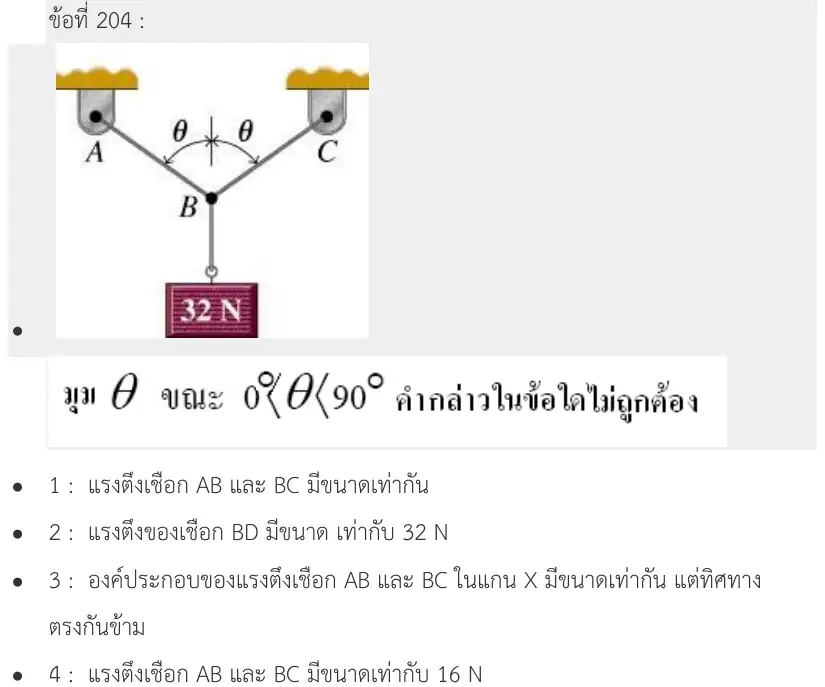 ข้อที่ 204 :
θ θ
A C
B
32 N
มุม θ ขณะ 0°⟨θ⟨90° คำกล่าวในข้อใดไม่ถูกต้อง
1 : แรงตึงเชือก AB และ BC มีขนาดเท่ากัน
2 : แรงตึงของเชือก BD มีขนาด เท่ากับ 32 N
3 : องค์ประกอบของแรงตึงเชือก AB และ BC ในแกน X มีขนาดเท่ากัน แต่ทิศทาง
ตรงกันข้าม
4 : แรงตึงเชือก AB และ BC มีขนาดเท่ากับ 16 N